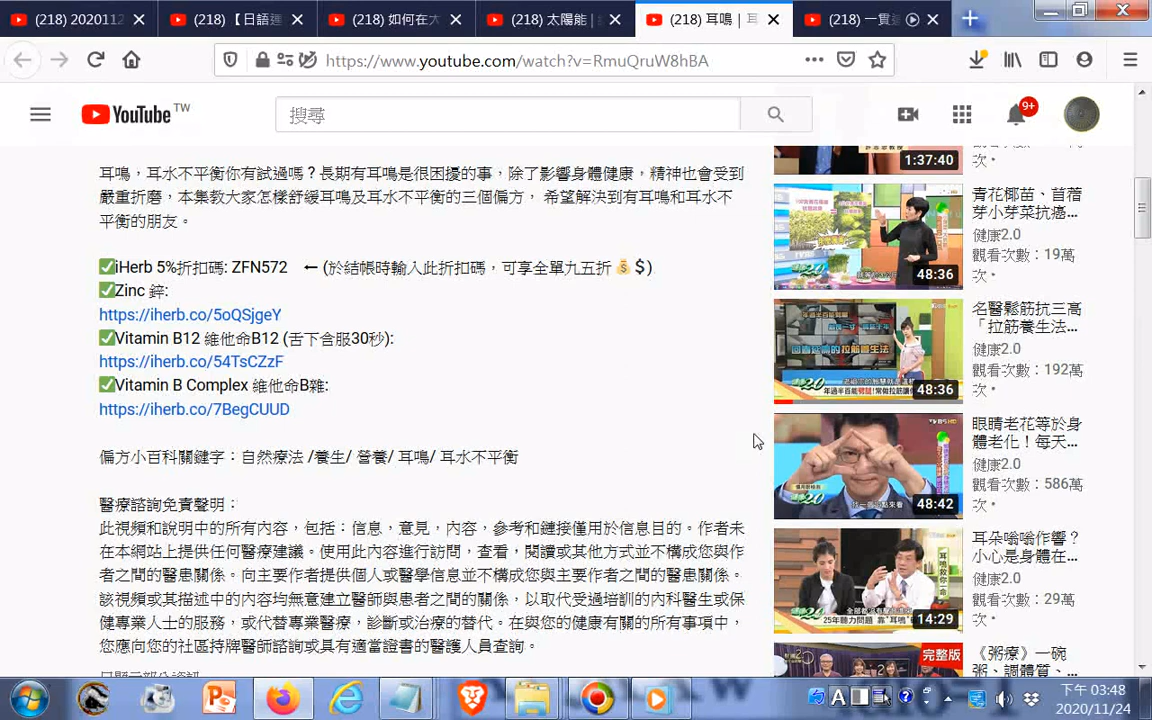 (218) 2020112
(218) 【日語連
(218) 如何在大
(218) 太陽能 |
(218) 耳鳴｜耳
(218) 一貫道
https://www.youtube.com/watch?v=RmuQruW8hBA
YouTube TW
搜尋
9+
耳鳴，耳水不平衡你有試過嗎？長期有耳鳴是很困擾的事，除了影響身體健康，精神也會受到
嚴重折磨，本集教大家怎樣舒緩耳鳴及耳水不平衡的三個偏方， 希望解決到有耳鳴和耳水不
平衡的朋友。
✅iHerb 5%折扣碼: ZFN572 ← (於結帳時輸入此折扣碼，可享全單九五折 💰$)
✅Zinc 鋅:
https://iherb.co/5oQSjgeY
✅Vitamin B12 維他命B12 (舌下含服30秒):
https://iherb.co/54TsCZzF
✅Vitamin B Complex 維他命B雜:
https://iherb.co/7BegCUUD
偏方小百科關鍵字：自然療法 /養生/ 營養/ 耳鳴/ 耳水不平衡
醫療諮詢免責聲明：
此視頻和說明中的所有內容，包括：信息，意見，內容，參考和鏈接僅用於信息目的。作者未
在本網站上提供任何醫療建議。使用此內容進行訪問，查看，閱讀或其他方式並不構成您與作
者之間的醫患關係。向主要作者提供個人或醫學信息並不構成您與主要作者之間的醫患關係。
該視頻或其描述中的內容均無意建立醫師與患者之間的關係，以取代受過培訓的內科醫生或保
健專業人士的服務，或代替專業醫療，診斷或治療的替代。在與您的健康有關的所有事項中，
您應向您的社區持牌醫師諮詢或具有適當證書的醫護人員查詢。
1:37:40
次・
青花椰苗、苜蓿
芽小芽菜抗癌...
健康2.0
觀看次數：19萬
次・
48:36
名醫鬆筋抗三高
「拉筋養生法...
健康2.0
觀看次數：192萬
次・
48:36
眼睛老花等於身
體老化！每天...
健康2.0
觀看次數：586萬
次・
48:42
耳朵嗡嗡作響？
小心是身體在...
健康2.0
觀看次數：29萬
次・
耳鳴救你一命
14:29
《粥療》一碗
粥、調體質、
完整版
下午 03:48
2020/11/24